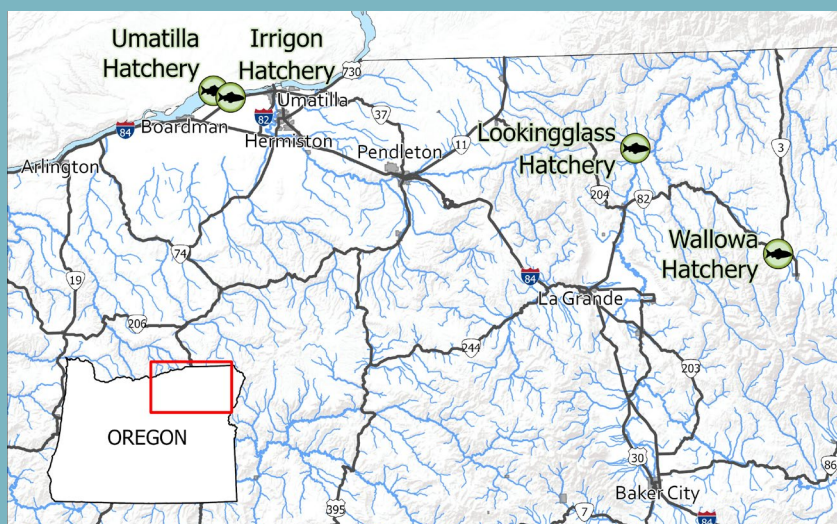 Umatilla
Hatchery
Irrigon
Hatchery
730
Umatilla
82
37
84
Boardman
Hermiston
Arlington
Pendleton
11
Lookingglass
Hatchery
3
204
82
Wallowa
Hatchery
74
19
84
La Grande
206
244
203
OREGON
30
86
Baker City
395
7
84